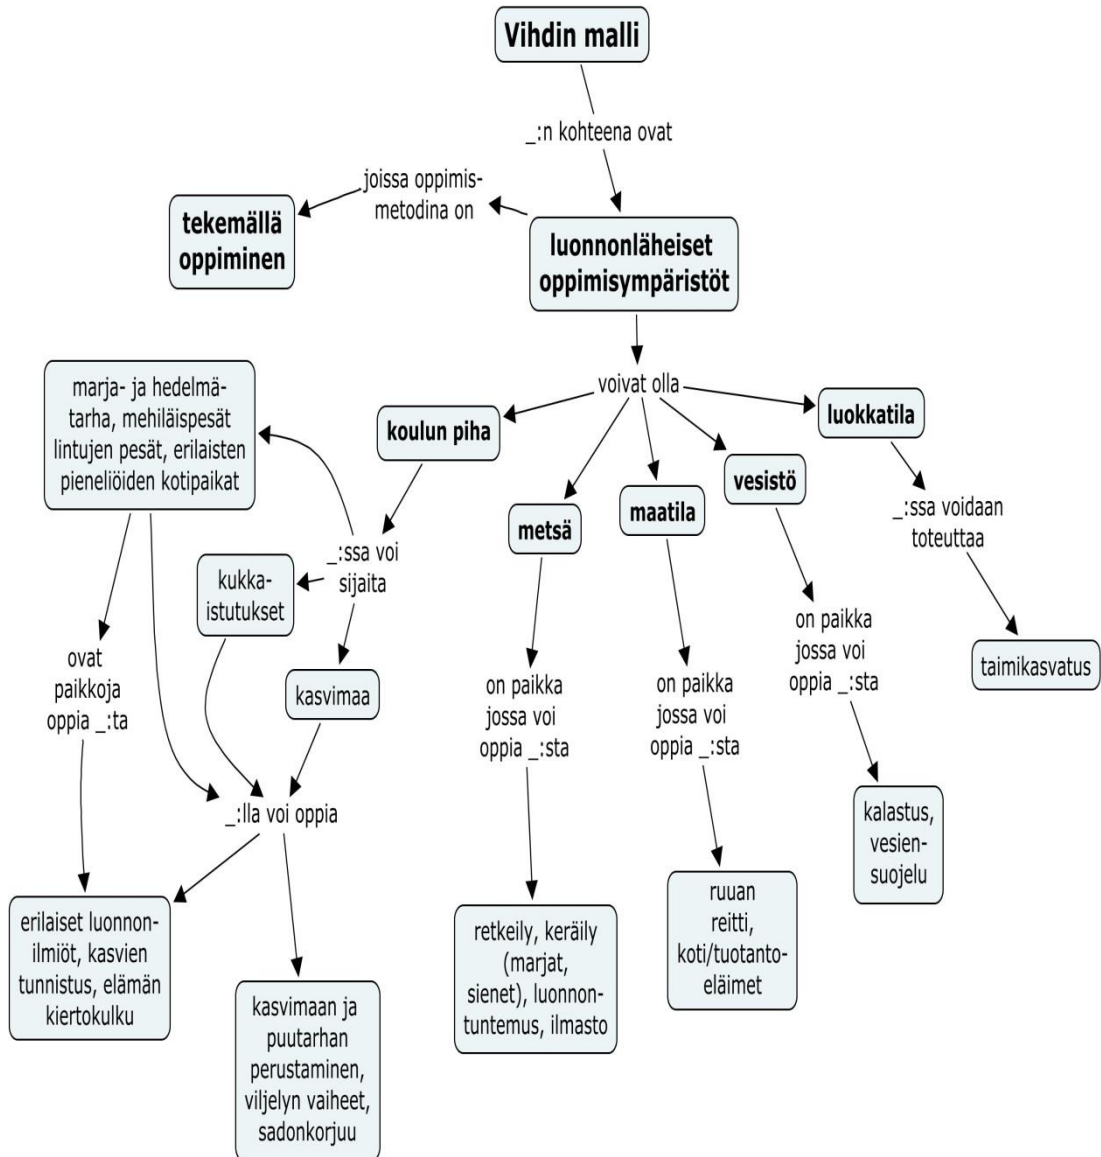 Vihdin malli
_:n kohteena ovat
joissa oppimis-
metodina on
tekemällä
oppiminen
luonnonläheiset
oppimisympäristöt
voivat olla
marja- ja hedelmä-
tarha, mehiläispesät
lintujen pesät, erilaisten
pieneliöiden kotipaikat
koulun piha
luokkatila
vesistö
maatila
metsä
_:ssa voidaan
toteuttaa
_:ssa voi
sijaita
kukka-
istutukset
on paikka
jossa voi
oppia _:sta
taimikasvatus
ovat
paikkoja
oppia _:ta
kasvimaa
on paikka
jossa voi
oppia _:sta
on paikka
jossa voi
oppia _:sta
_:lla voi oppia
kalastus,
vesien-
suojelu
erilaiset luonnon-
ilmiöt, kasvien
tunnistus, elämän
kiertokulku
retkeily, keräily
(marjat,
sienet), luonnon-
tuntemus, ilmasto
ruuan
reitti,
koti/tuotanto-
eläimet
kasvimaan ja
puutarhan
perustaminen,
viljelyn vaiheet,
sadonkorjuu